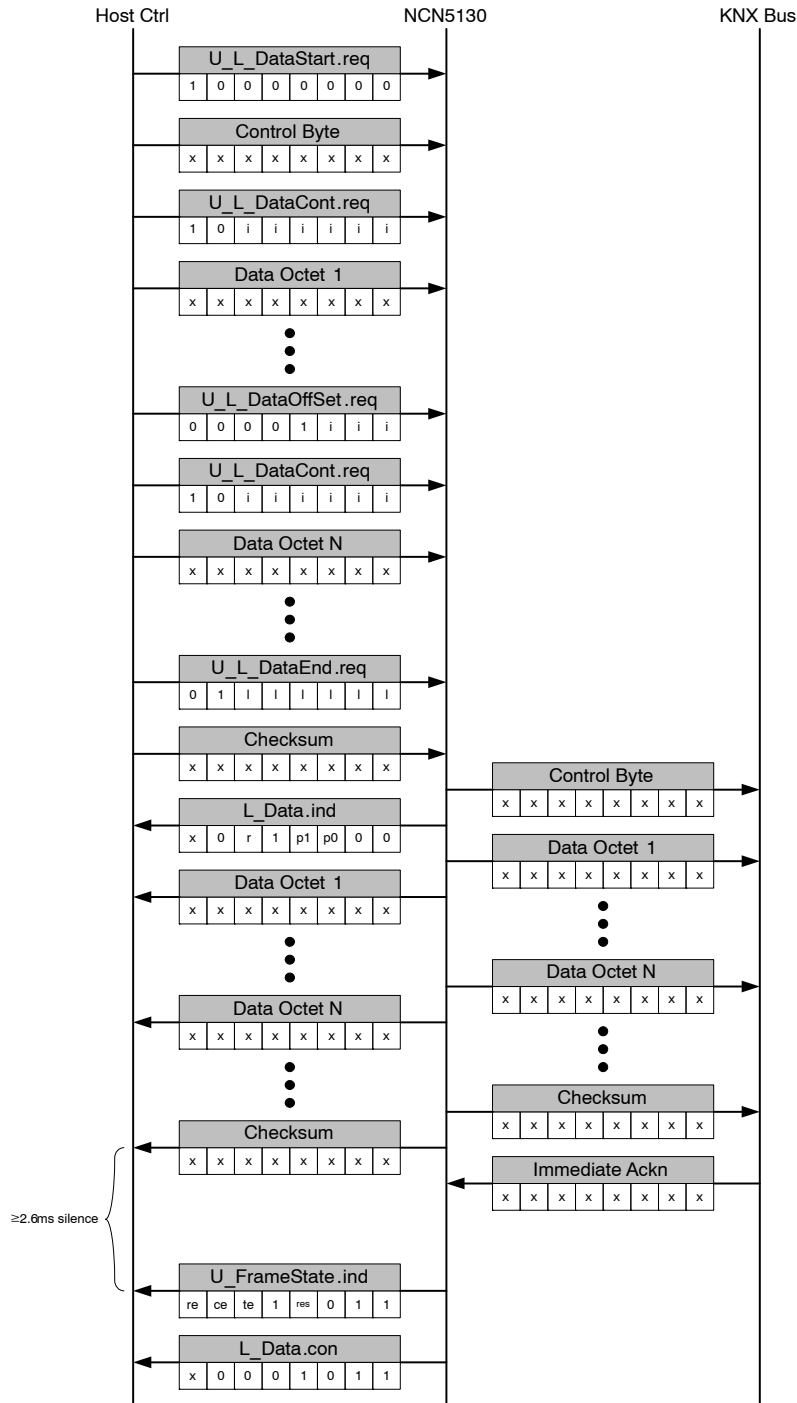 Host Ctrl NCN5130 KNX Bus
U_L_DataStart.req
1 0 0 0 0 0 0 0
Control Byte
x x x x x x x x
U_L_DataCont.req
1 0 i i i i i i
Data Octet 1
x x x x x x x x
U_L_DataOffSet.req
0 0 0 0 1 i i i
U_L_DataCont.req
1 0 i i i i i i
Data Octet N
x x x x x x x x
U_L_DataEnd.req
0 1 l l l l l l
Checksum
x x x x x x x x
Control Byte
x x x x x x x x
L_Data.ind
x 0 r 1 p1 p0 0 0
Data Octet 1
x x x x x x x x
Data Octet 1
x x x x x x x x
Data Octet N
x x x x x x x x
Data Octet N
x x x x x x x x
Checksum
x x x x x x x x
Checksum
x x x x x x x x
Immediate Ackn
x x x x x x x x
≥2.6ms silence
U_FrameState.ind
re ce te 1 res 0 1 1
L_Data.con
x 0 0 0 1 0 1 1